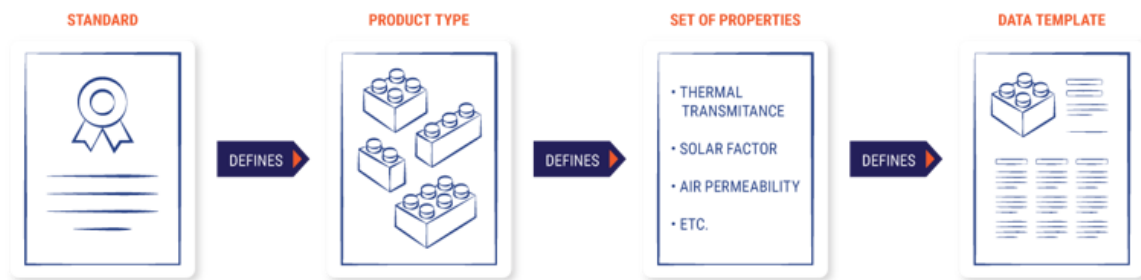 STANDARD
PRODUCT TYPE
SET OF PROPERTIES
DATA TEMPLATE
DEFINES
DEFINES
• THERMAL
TRANSMITANCE
• SOLAR FACTOR
• AIR PERMEABILITY
• ETC.
DEFINES